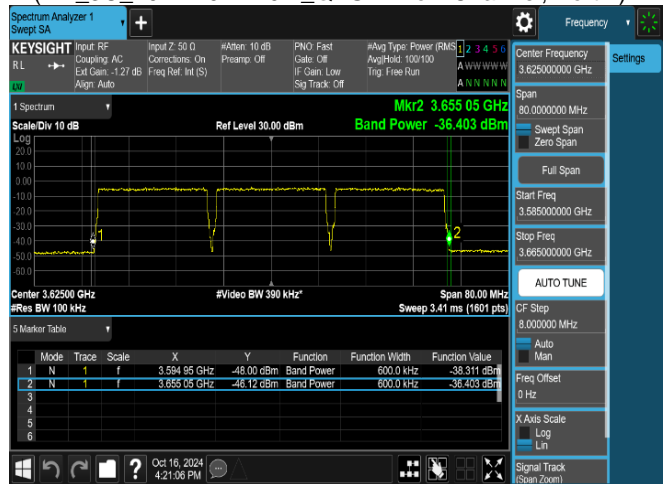 Spectrum Analyzer 1
Swept SA
Frequency
KEYSIGHT
RL
Input: RF
Coupling: AC
Ext Gain: -1.27 dB
Align: Auto
Input Z: 50 Ω
Corrections: On
Freq Ref: Int (S)
#Atten: 10 dB
Preamp: Off
PNO: Fast
Gate: Off
IF Gain: Low
Sig Track: Off
#Avg Type: Power (RMS
Avg|Hold: 100/100
Trig: Free Run
1 2 3 4 5 6
A W W W W W
A N N N N N
LXI
1 Spectrum
Scale/Div 10 dB
Ref Level 30.00 dBm
Mkr2 3.655 05 GHz
Band Power -36.403 dBm
Log
20.0
10.0
0.00
-10.0
-20.0
-30.0
-40.0
-50.0
-60.0
1
2
Center 3.62500 GHz
#Video BW 390 kHz*
Span 80.00 MHz
#Res BW 100 kHz
Sweep 3.41 ms (1601 pts)
5 Marker Table
Mode Trace Scale X Y Function Function Width Function Value
1 N 1 f 3.594 95 GHz -48.00 dBm Band Power 600.0 kHz -38.311 dBm
2 N 1 f 3.655 05 GHz -46.12 dBm Band Power 600.0 kHz -36.403 dBm
3
4
5
6
Oct 16, 2024
4:21:06 PM
Center Frequency
3.625000000 GHz
Settings
Span
80.0000000 MHz
Swept Span
Zero Span
Full Span
Start Freq
3.585000000 GHz
Stop Freq
3.665000000 GHz
AUTO TUNE
CF Step
8.000000 MHz
Auto
Man
Freq Offset
0 Hz
X Axis Scale
Log
Lin
Signal Track
(Span Zoom)